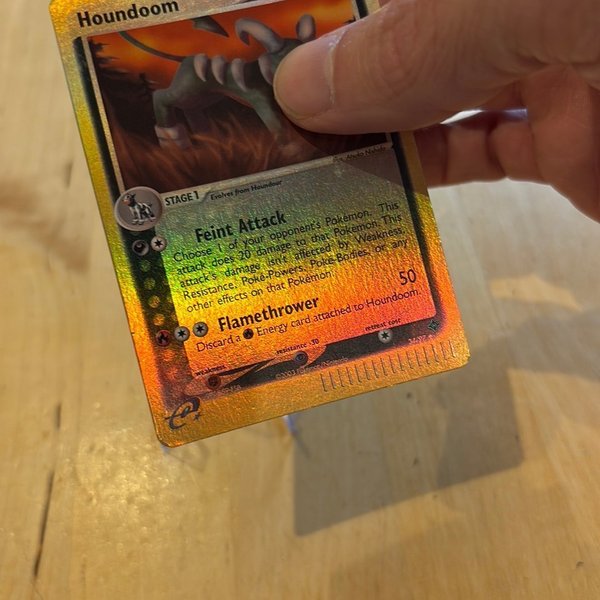 Houndoom
STAGE 1 Evolves from Houndour
Feint Attack
Choose 1 of your opponent's Pokémon. This
attack does 20 damage to that Pokémon. This
attack's damage isn't affected by Weakness,
Resistance, Poké-Powers, Poké-Bodies, or any
other effects on that Pokémon.
Flamethrower 50
Discard a Energy card attached to Houndoom.
weakness resistance -30 retreat cost
e